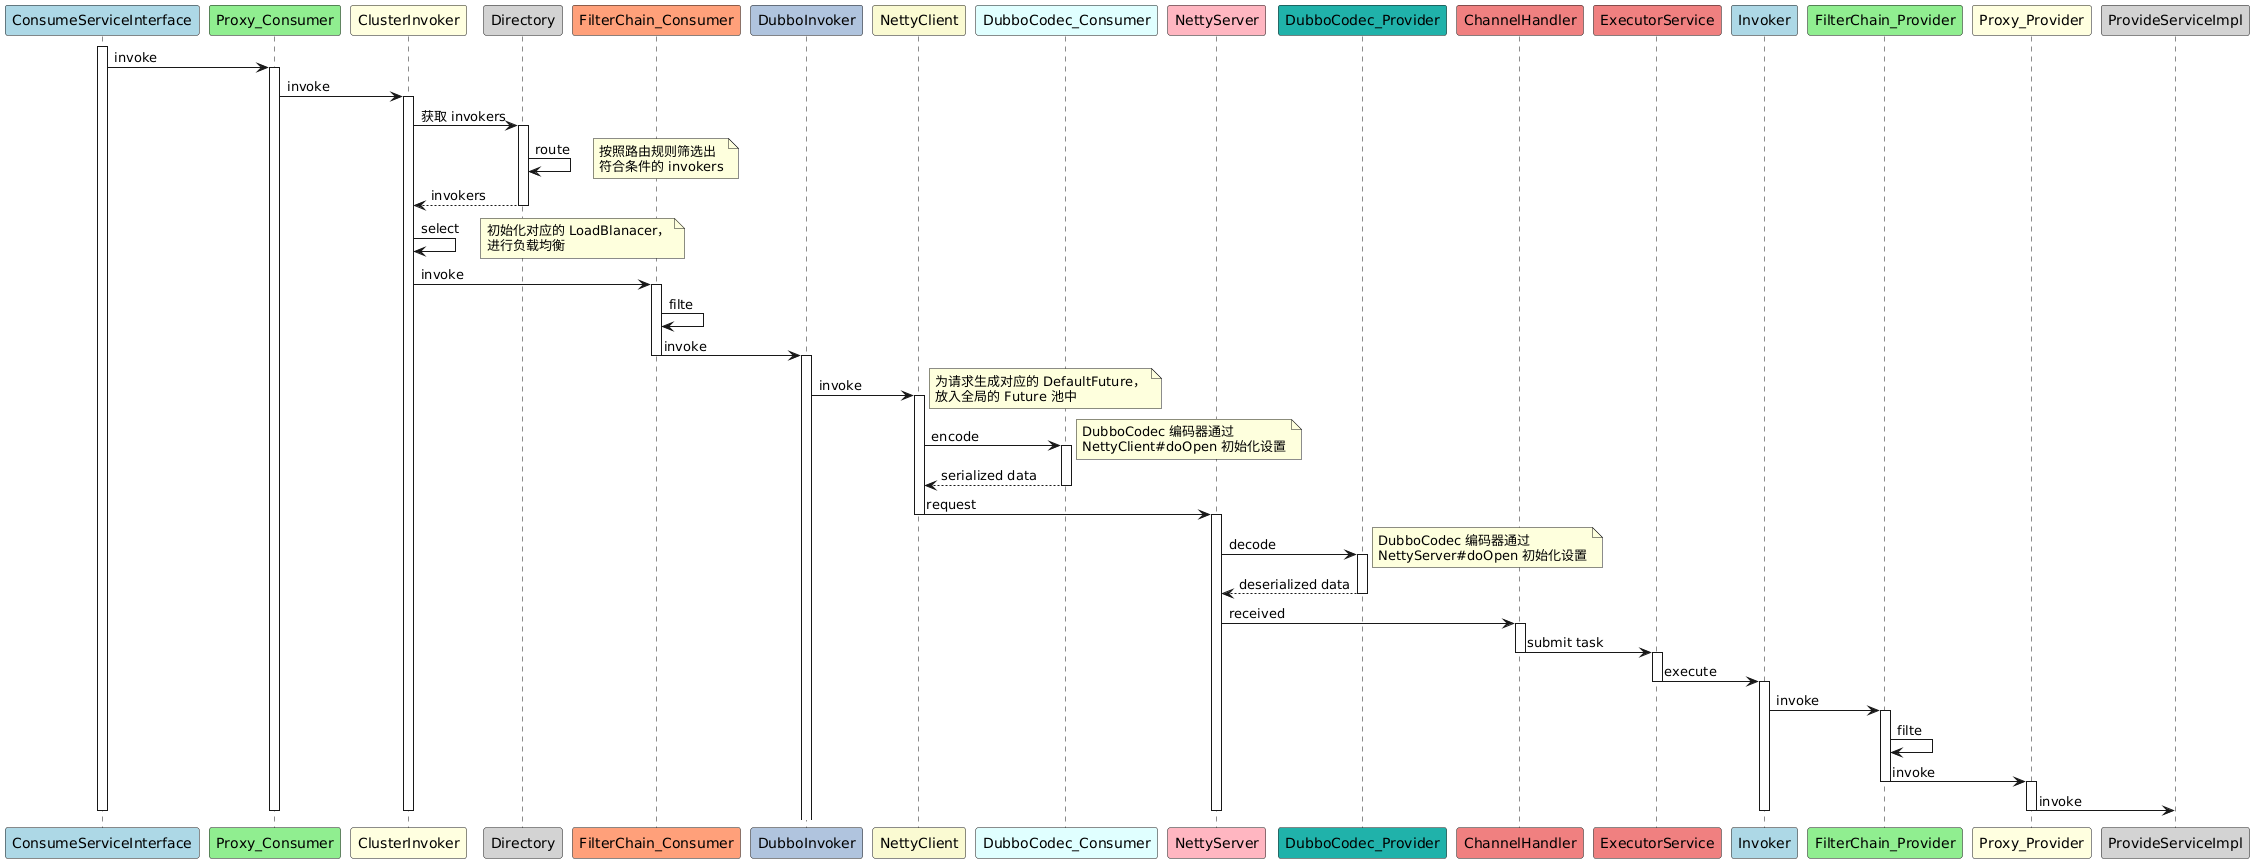 ConsumeServiceInterface
Proxy_Consumer
ClusterInvoker
Directory
FilterChain_Consumer
DubboInvoker
NettyClient
DubboCodec_Consumer
NettyServer
DubboCodec_Provider
ChannelHandler
ExecutorService
Invoker
FilterChain_Provider
Proxy_Provider
ProvideServiceImpl
invoke
invoke
获取 invokers
route
按照路由规则筛选出
符合条件的 invokers
invokers
select
初始化对应的 LoadBlanacer，
进行负载均衡
invoke
filte
invoke
invoke
为请求生成对应的 DefaultFuture，
放入全局的 Future 池中
encode
DubboCodec 编码器通过
NettyClient#doOpen 初始化设置
serialized data
request
decode
DubboCodec 编码器通过
NettyServer#doOpen 初始化设置
deserialized data
received
submit task
execute
invoke
filte
invoke
invoke
ConsumeServiceInterface
Proxy_Consumer
ClusterInvoker
Directory
FilterChain_Consumer
DubboInvoker
NettyClient
DubboCodec_Consumer
NettyServer
DubboCodec_Provider
ChannelHandler
ExecutorService
Invoker
FilterChain_Provider
Proxy_Provider
ProvideServiceImpl